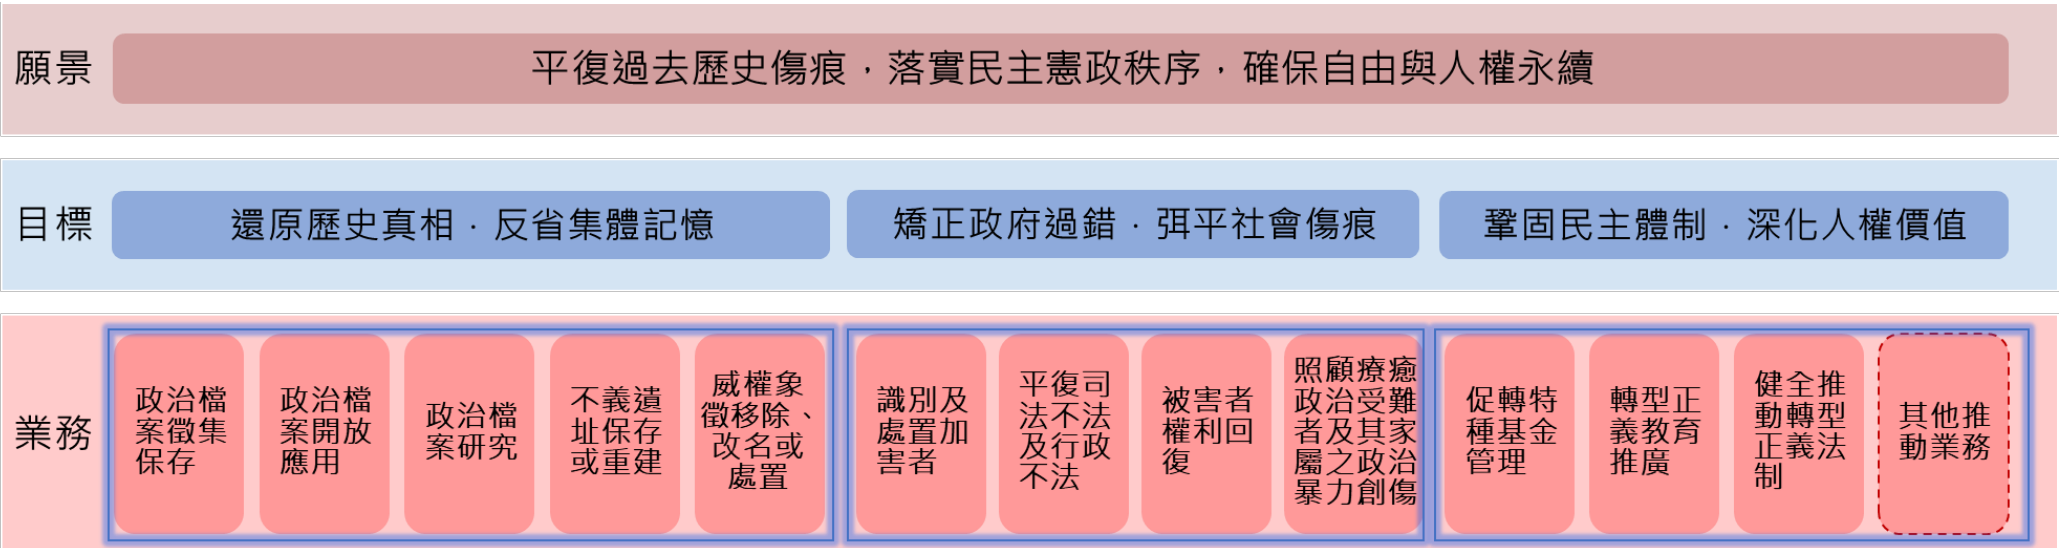 願景
平復過去歷史傷痕，落實民主憲政秩序，確保自由與人權永續
目標
還原歷史真相．反省集體記憶
矯正政府過錯．弭平社會傷痕
鞏固民主體制．深化人權價值
業務
政治檔
案徵集
保存
政治檔
案開放
應用
政治檔
案研究
不義遺
址保存
或重建
威權象
徵移除、
改名或
處置
識別及
處置加
害者
平復司
法不法
及行政
不法
被害者
權利回
復
照顧療癒
政治受難
者及其家
屬之政治
暴力創傷
促轉特
種基金
管理
轉型正
義教育
推廣
健全推
動轉型
正義法
制
其他推
動業務